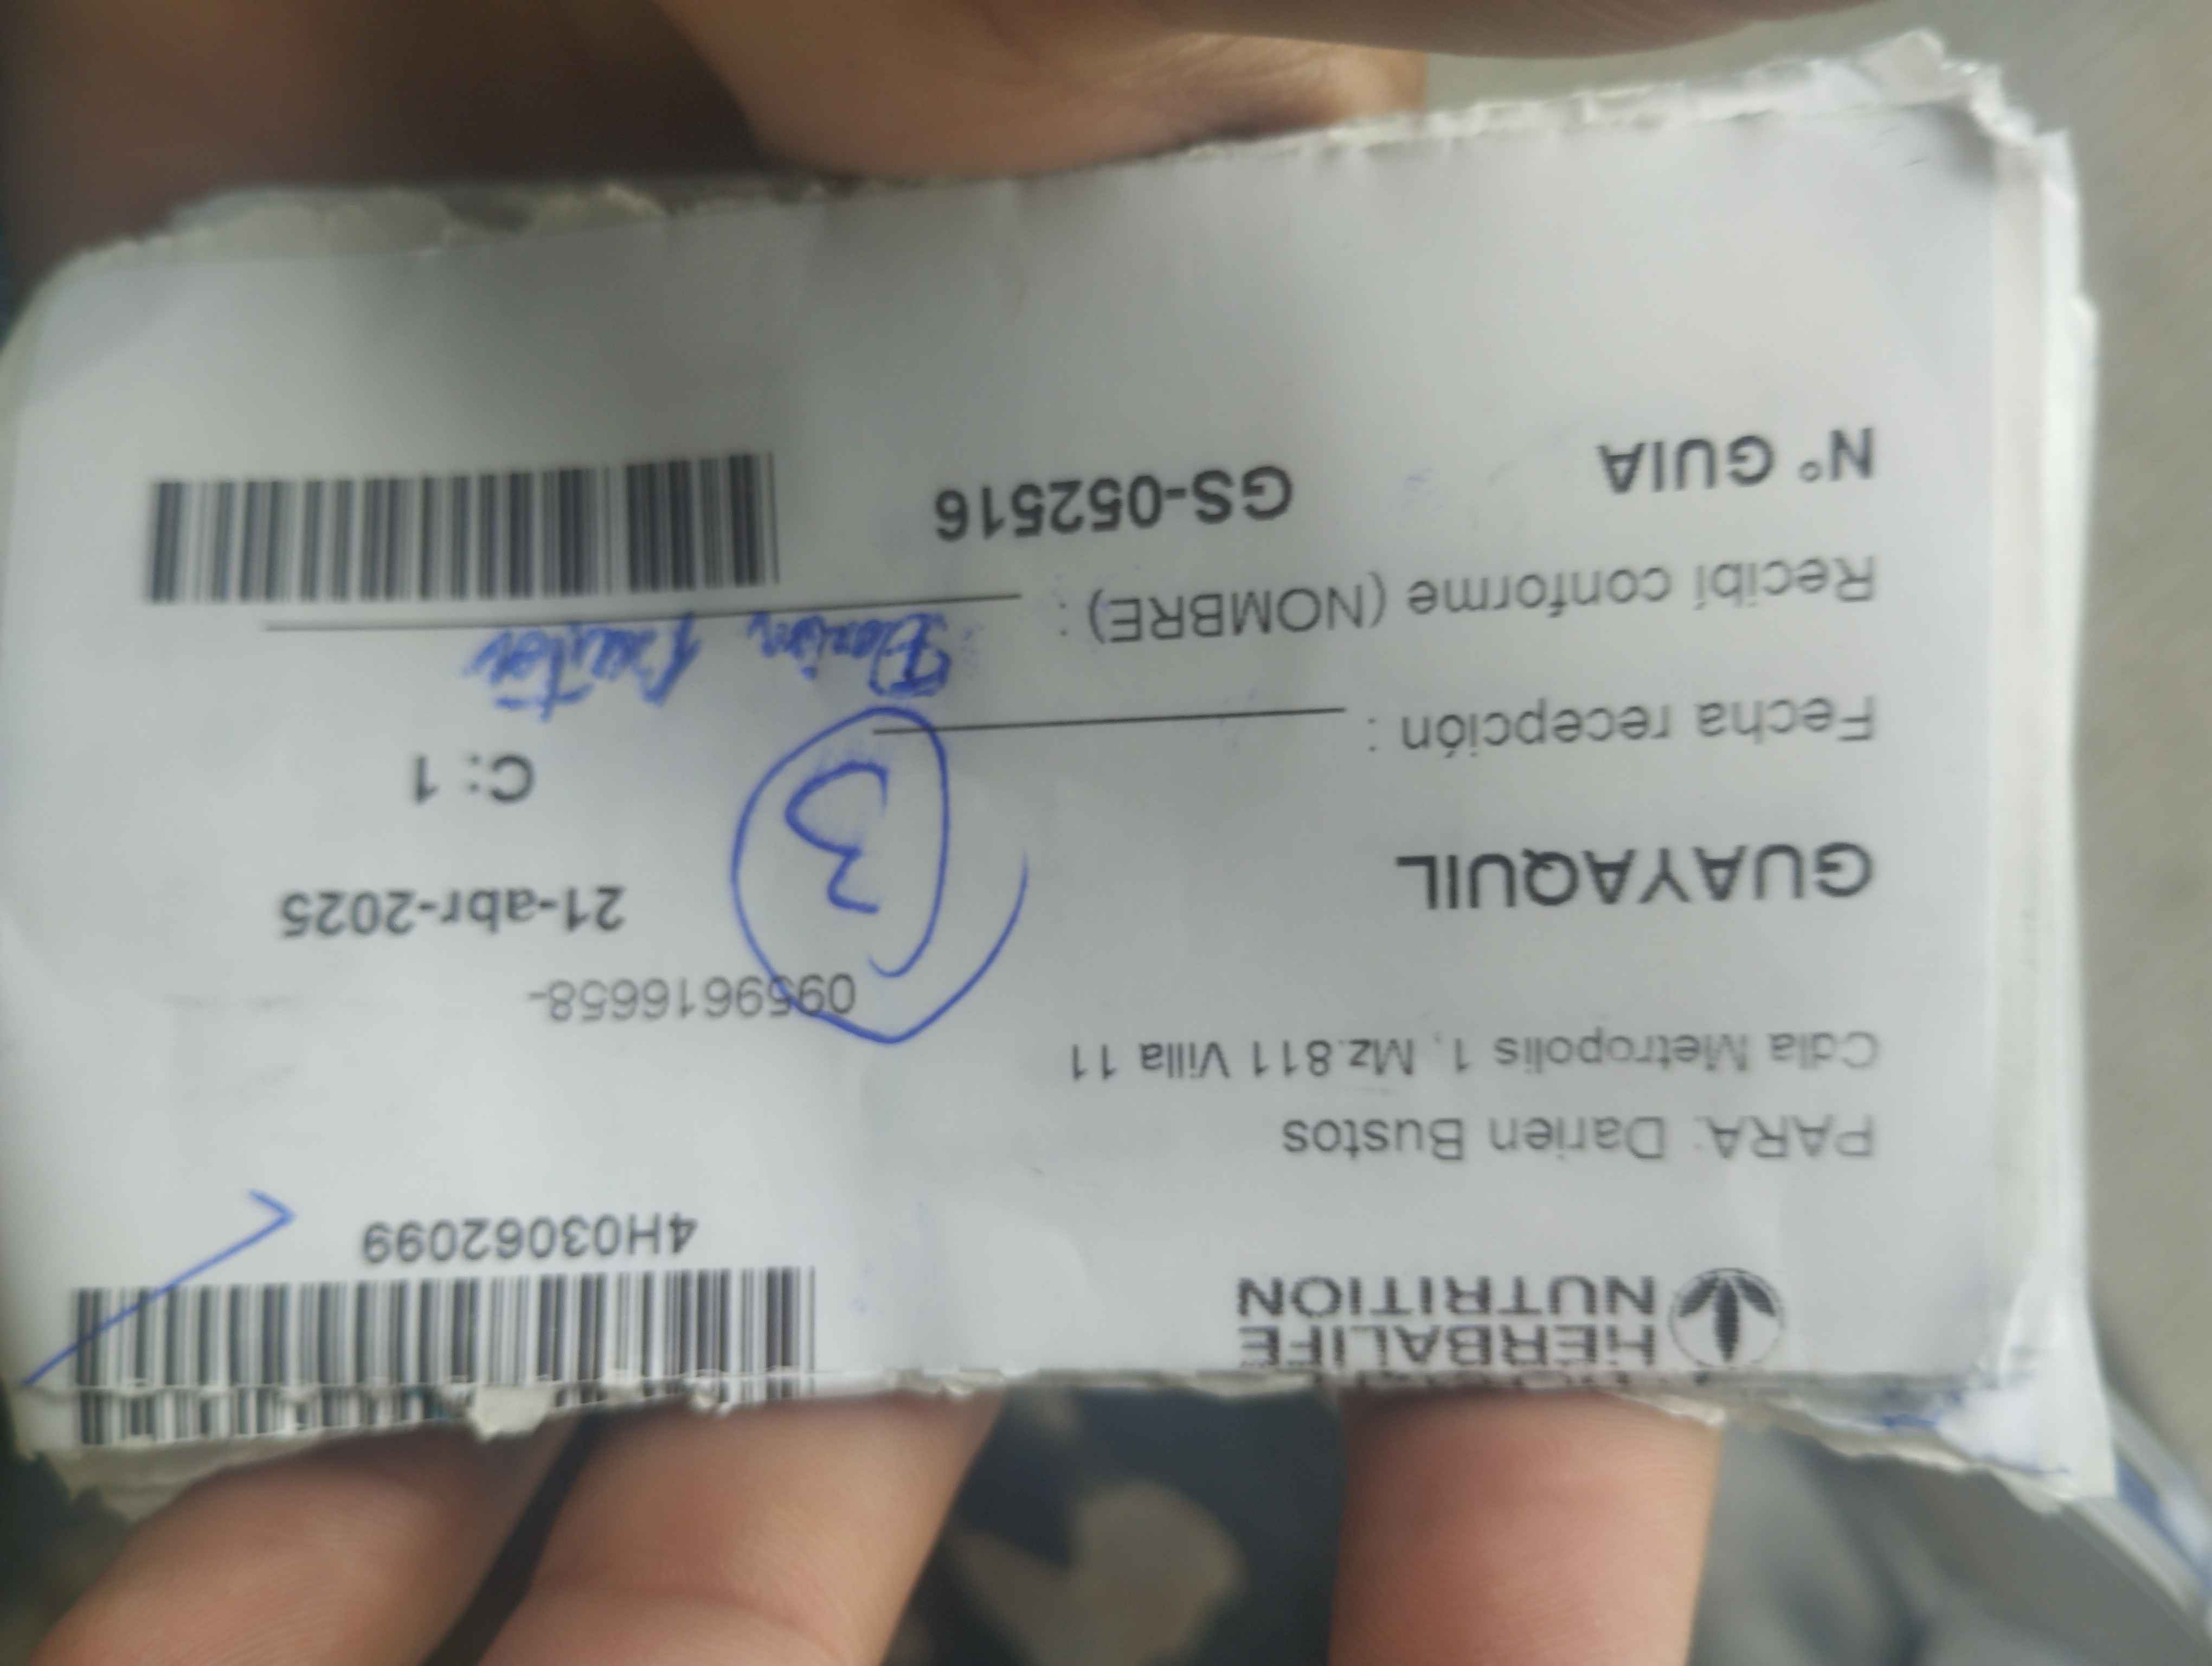 HERBALIFE
NUTRITION
4H03062099
PARA: Darien Bustos
Cdla Metropolis 1, Mz.811 Villa 11
0959616658-
GUAYAQUIL
21-abr-2025
3
C: 1
Fecha recepción :
Recibí conforme (NOMBRE) :
N° GUIA
GS-052516